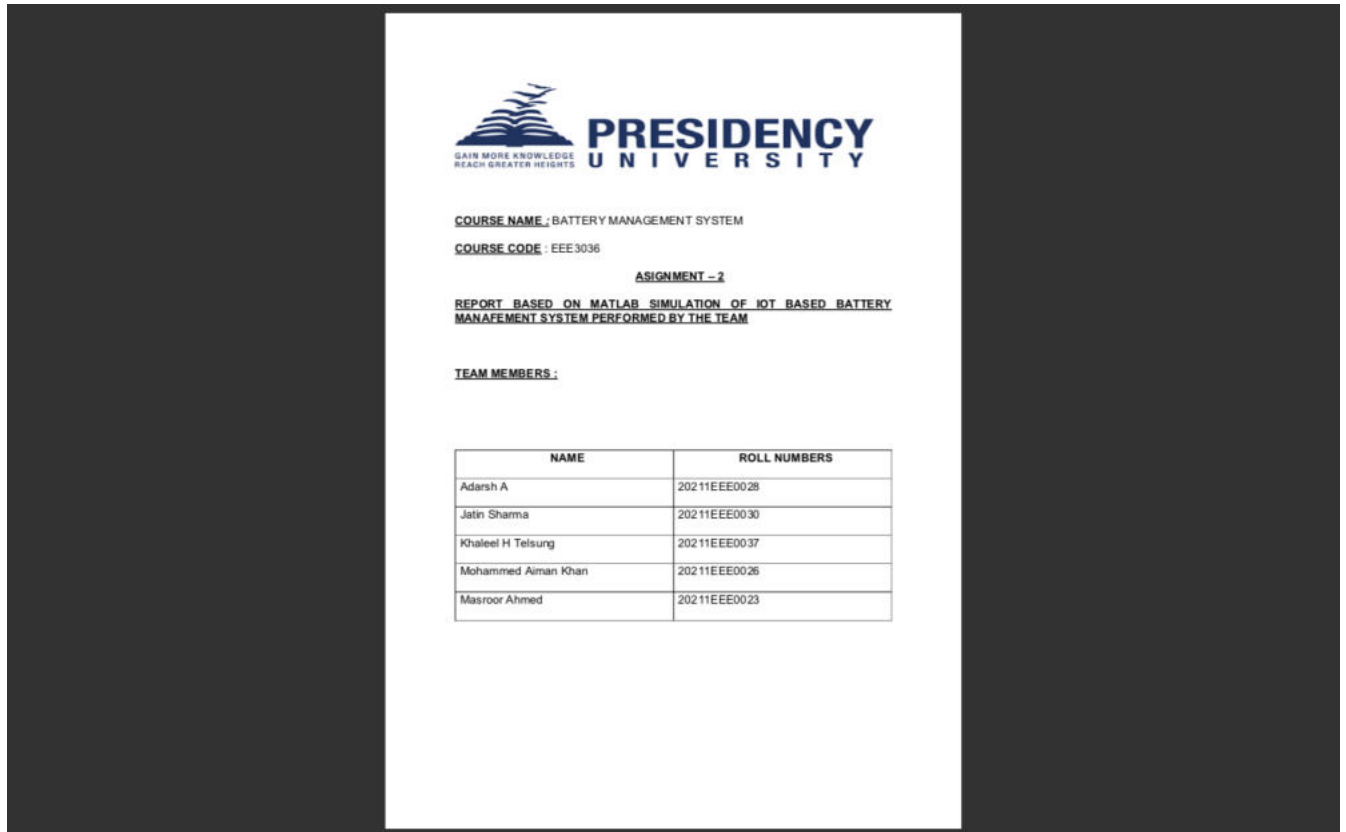 PRESIDENCY
GAIN MORE KNOWLEDGE
REACH GREATER HEIGHTS
UNIVERSITY
COURSE NAME : BATTERY MANAGEMENT SYSTEM
COURSE CODE : EEE3036
ASIGNMENT – 2
REPORT BASED ON MATLAB SIMULATION OF IOT BASED BATTERY
MANAFEMENT SYSTEM PERFORMED BY THE TEAM
TEAM MEMBERS :
NAME ROLL NUMBERS
Adarsh A 20211EEE0028
Jatin Sharma 20211EEE0030
Khaleel H Telsung 20211EEE0037
Mohammed Aiman Khan 20211EEE0026
Masroor Ahmed 20211EEE0023